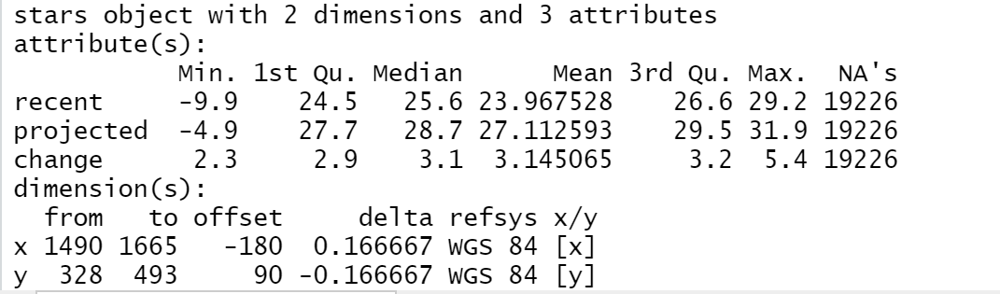 stars object with 2 dimensions and 3 attributes
attribute(s):
           Min. 1st Qu. Median      Mean 3rd Qu. Max.  NA's
recent     -9.9    24.5   25.6 23.967528    26.6 29.2 19226
projected  -4.9    27.7   28.7 27.112593    29.5 31.9 19226
change      2.3     2.9    3.1  3.145065     3.2  5.4 19226
dimension(s):
  from   to offset     delta refsys x/y
x 1490 1665   -180  0.166667 WGS 84 [x]
y  328  493     90 -0.166667 WGS 84 [y]